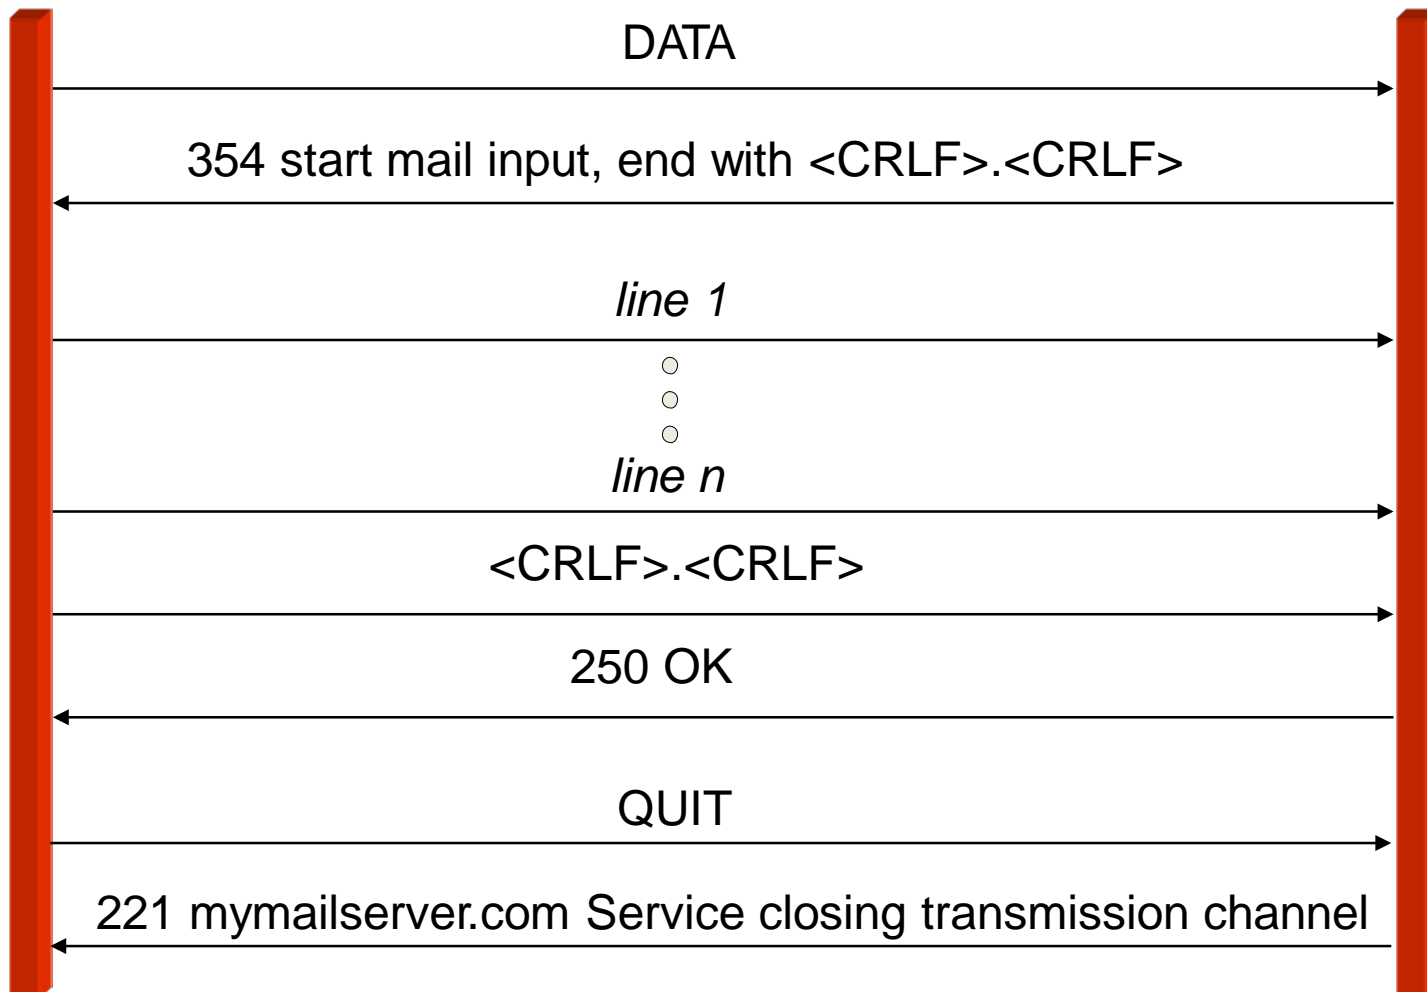 DATA
354 start mail input, end with <CRLF>.<CRLF>
line 1
line n
<CRLF>.<CRLF>
250 OK
QUIT
221 mymailserver.com Service closing transmission channel